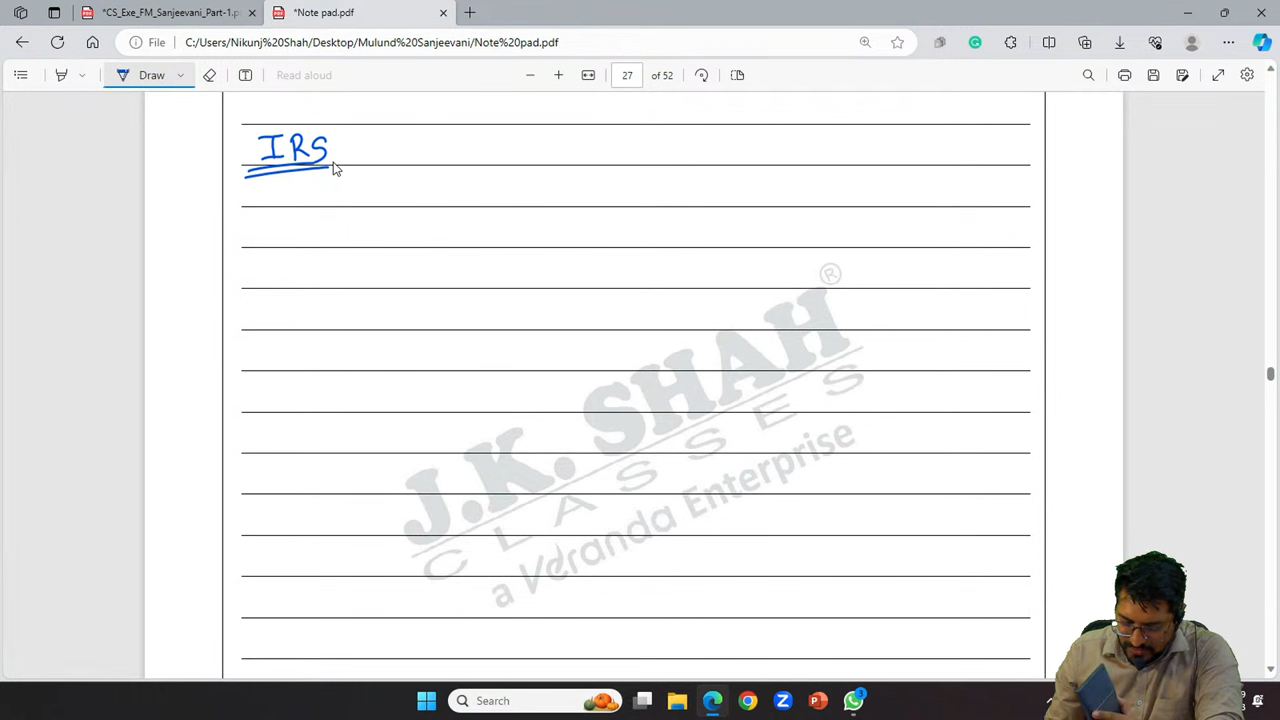 *CS_Exe_FM_Sanjeevani_Part-1.p
*Note pad.pdf
File
C:/Users/Nikunj%20Shah/Desktop/Mulund%20Sanjeevani/Note%20pad.pdf
Draw
Read aloud
27 of 52
IRS
J.K. SHAH ®
CLASSES
a Veranda Enterprise
Search
3